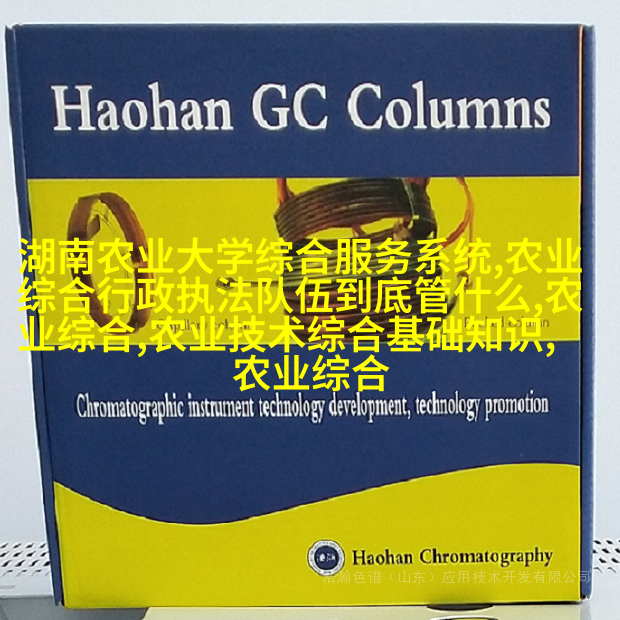 Haohan GC Columns
湖南农业大学综合服务系统,农业
综合行政执法队伍到底管什么,农
业综合,农业技术综合基础知识,
农业综合
Column
Chromatographic instrument technology development, technology promotion
Haohan Chromatography
浩瀚色谱（山东）应用技术开发有限公司